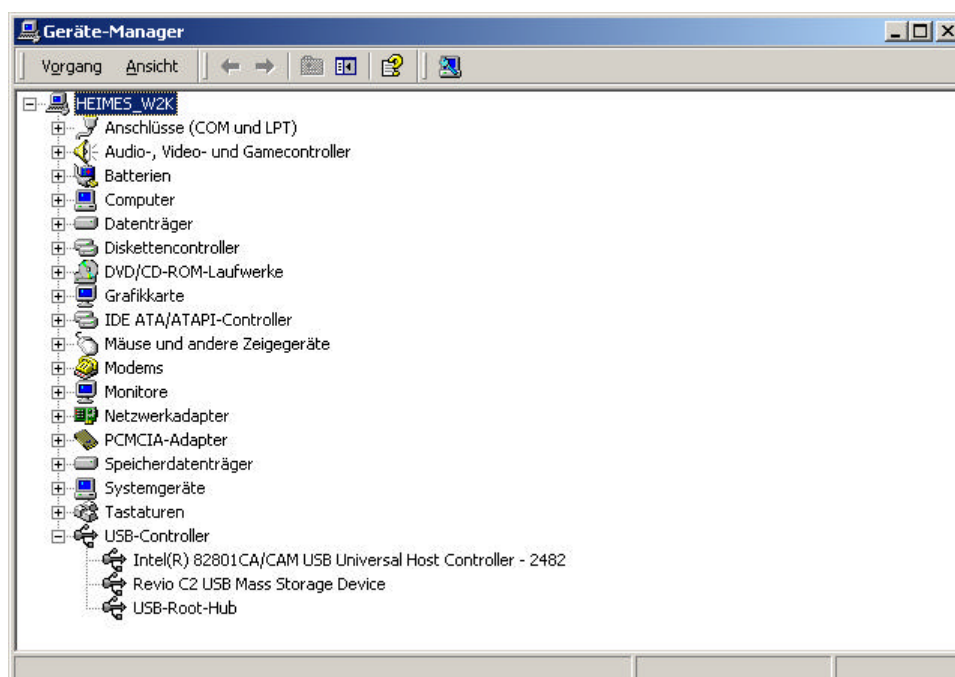 Geräte-Manager
Vorgang Ansicht
HEIMES_W2K
Anschlüsse (COM und LPT)
Audio-, Video- und Gamecontroller
Batterien
Computer
Datenträger
Diskettencontroller
DVD/CD-ROM-Laufwerke
Grafikkarte
IDE ATA/ATAPI-Controller
Mäuse und andere Zeigegeräte
Modems
Monitore
Netzwerkadapter
PCMCIA-Adapter
Speicherdatenträger
Systemgeräte
Tastaturen
USB-Controller
Intel(R) 82801CA/CAM USB Universal Host Controller - 2482
Revio C2 USB Mass Storage Device
USB-Root-Hub